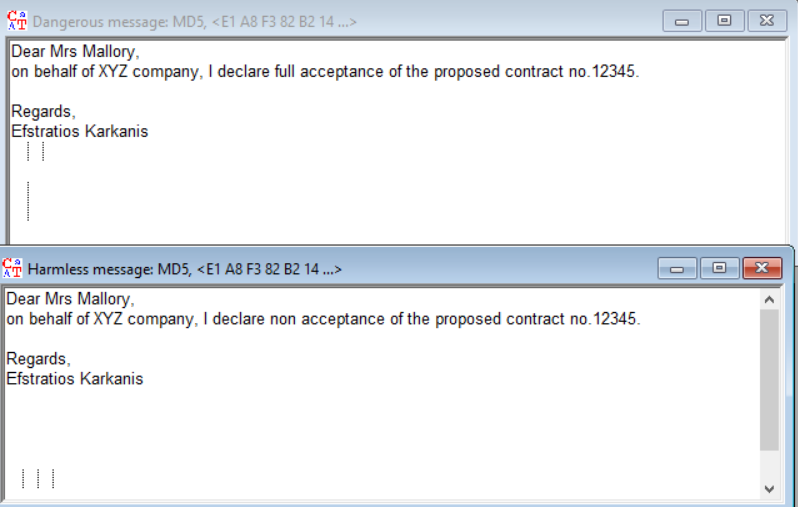 Dangerous message: MD5, <E1 A8 F3 82 B2 14 ...>
Dear Mrs Mallory,
on behalf of XYZ company, I declare full acceptance of the proposed contract no.12345.
Regards,
Efstratios Karkanis
Harmless message: MD5, <E1 A8 F3 82 B2 14 ...>
Dear Mrs Mallory,
on behalf of XYZ company, I declare non acceptance of the proposed contract no.12345.
Regards,
Efstratios Karkanis